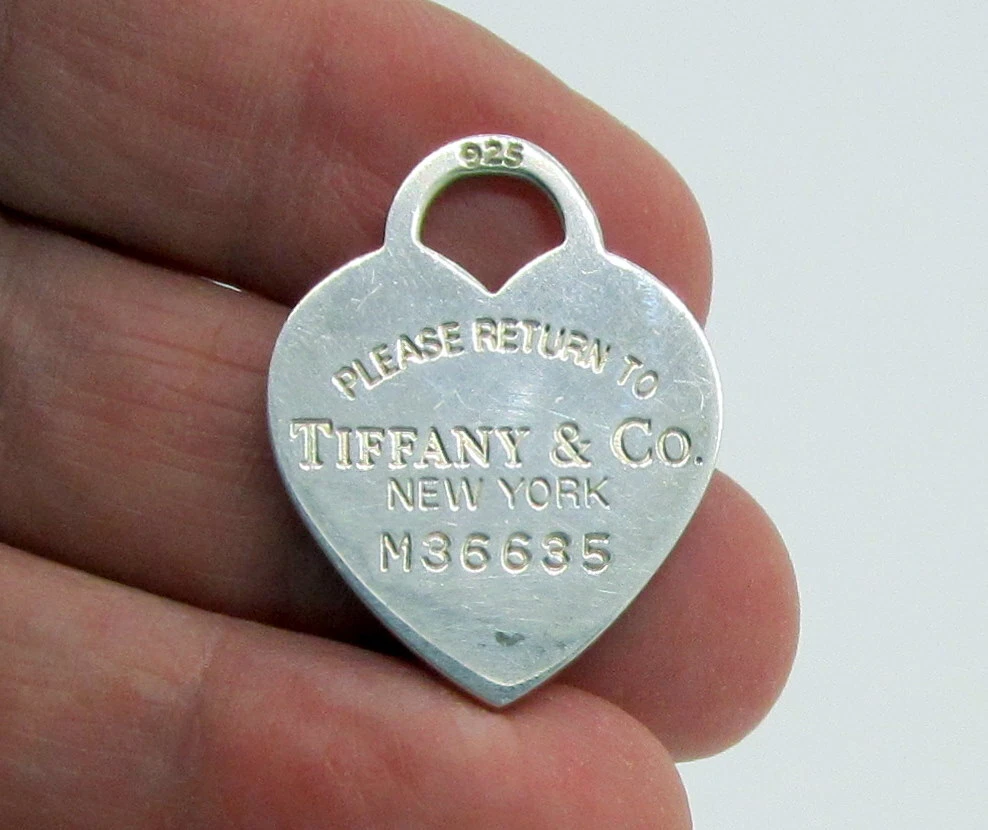 925
PLEASE RETURN TO
TIFFANY & CO.
NEW YORK
M36635